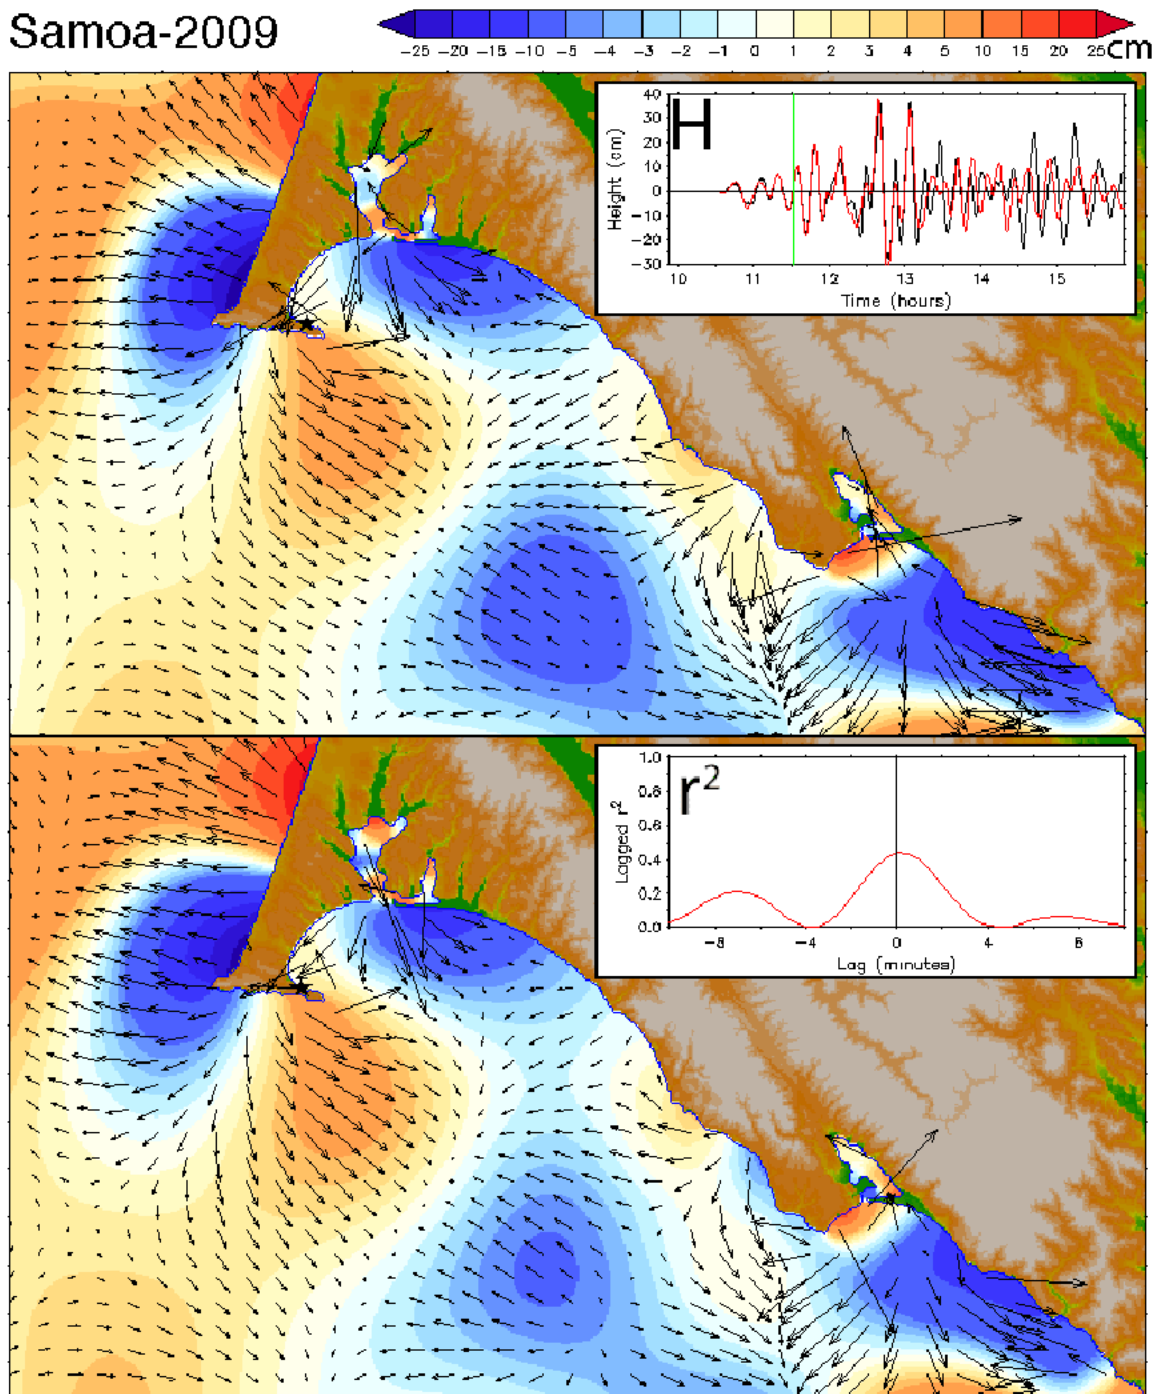 Samoa-2009
-25 -20 -15 -10 -5 -4 -3 -2 -1 0 1 2 3 4 5 10 15 20 25 cm
H
Height (cm)
40
30
20
10
0
-10
-20
-30
10 11 12 13 14 15
Time (hours)
r²
Lagged r²
1.0
0.8
0.6
0.4
0.2
0.0
-8 -4 0 4 8
Lag (minutes)